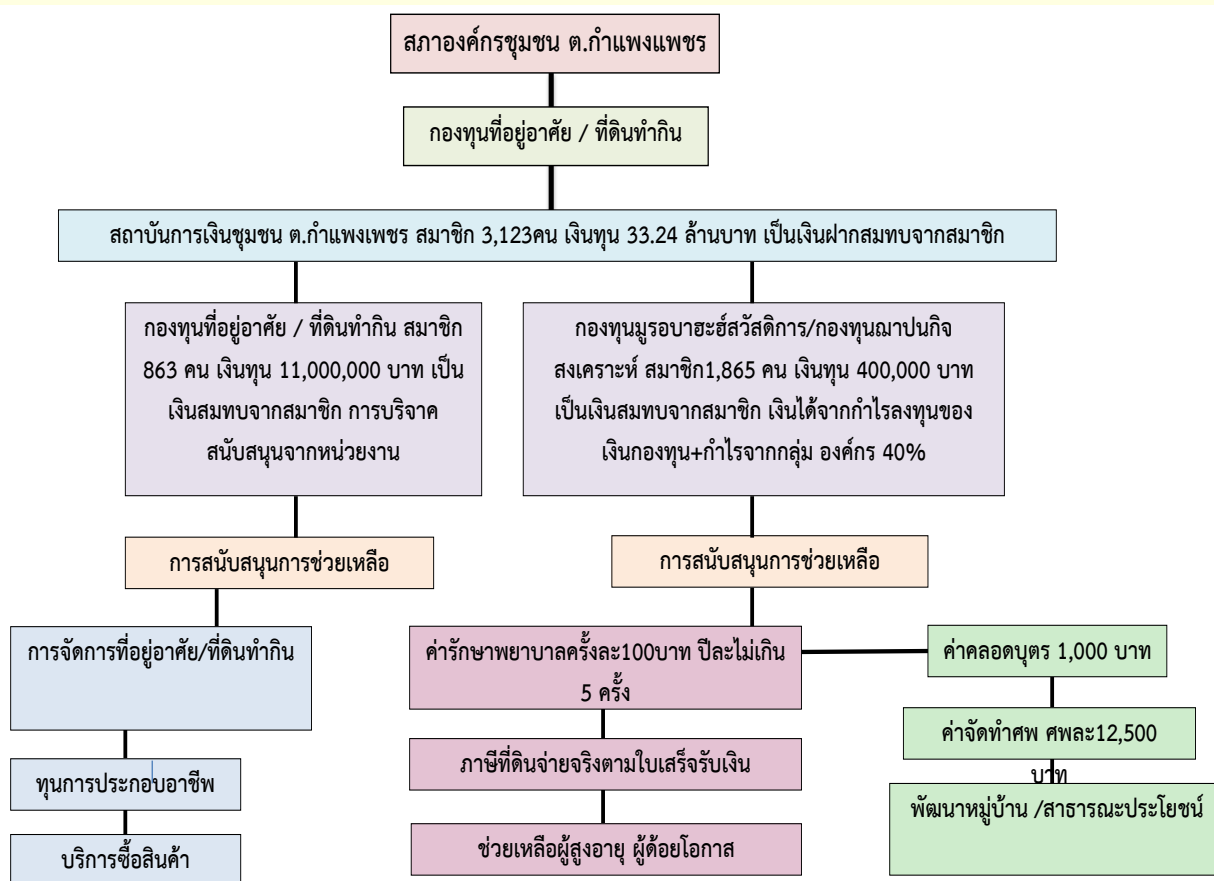 สภาองค์กรชุมชน ต.กำแพงแพชร
กองทุนที่อยู่อาศัย / ที่ดินทำกิน
สถาบันการเงินชุมชน ต.กำแพงเพชร สมาชิก 3,123คน เงินทุน 33.24 ล้านบาท เป็นเงินฝากสมทบจากสมาชิก
กองทุนที่อยู่อาศัย / ที่ดินทำกิน สมาชิก
863 คน เงินทุน 11,000,000 บาท เป็น
เงินสมทบจากสมาชิก การบริจาค
สนับสนุนจากหน่วยงาน
กองทุนมูรอบาฮะฮ์สวัสดิการ/กองทุนฌาปนกิจ
สงเคราะห์ สมาชิก1,865 คน เงินทุน 400,000 บาท
เป็นเงินสมทบจากสมาชิก เงินได้จากกำไรลงทุนของ
เงินกองทุน+กำไรจากกลุ่ม องค์กร 40%
การสนับสนุนการช่วยเหลือ
การสนับสนุนการช่วยเหลือ
การจัดการที่อยู่อาศัย/ที่ดินทำกิน
ทุนการประกอบอาชีพ
บริการซื้อสินค้า
ค่ารักษาพยาบาลครั้งละ100บาท ปีละไม่เกิน
5 ครั้ง
ภาษีที่ดินจ่ายจริงตามใบเสร็จรับเงิน
ช่วยเหลือผู้สูงอายุ ผู้ด้อยโอกาส
ค่าคลอดบุตร 1,000 บาท
ค่าจัดทำศพ ศพละ12,500
บาท
พัฒนาหมู่บ้าน /สาธารณะประโยชน์